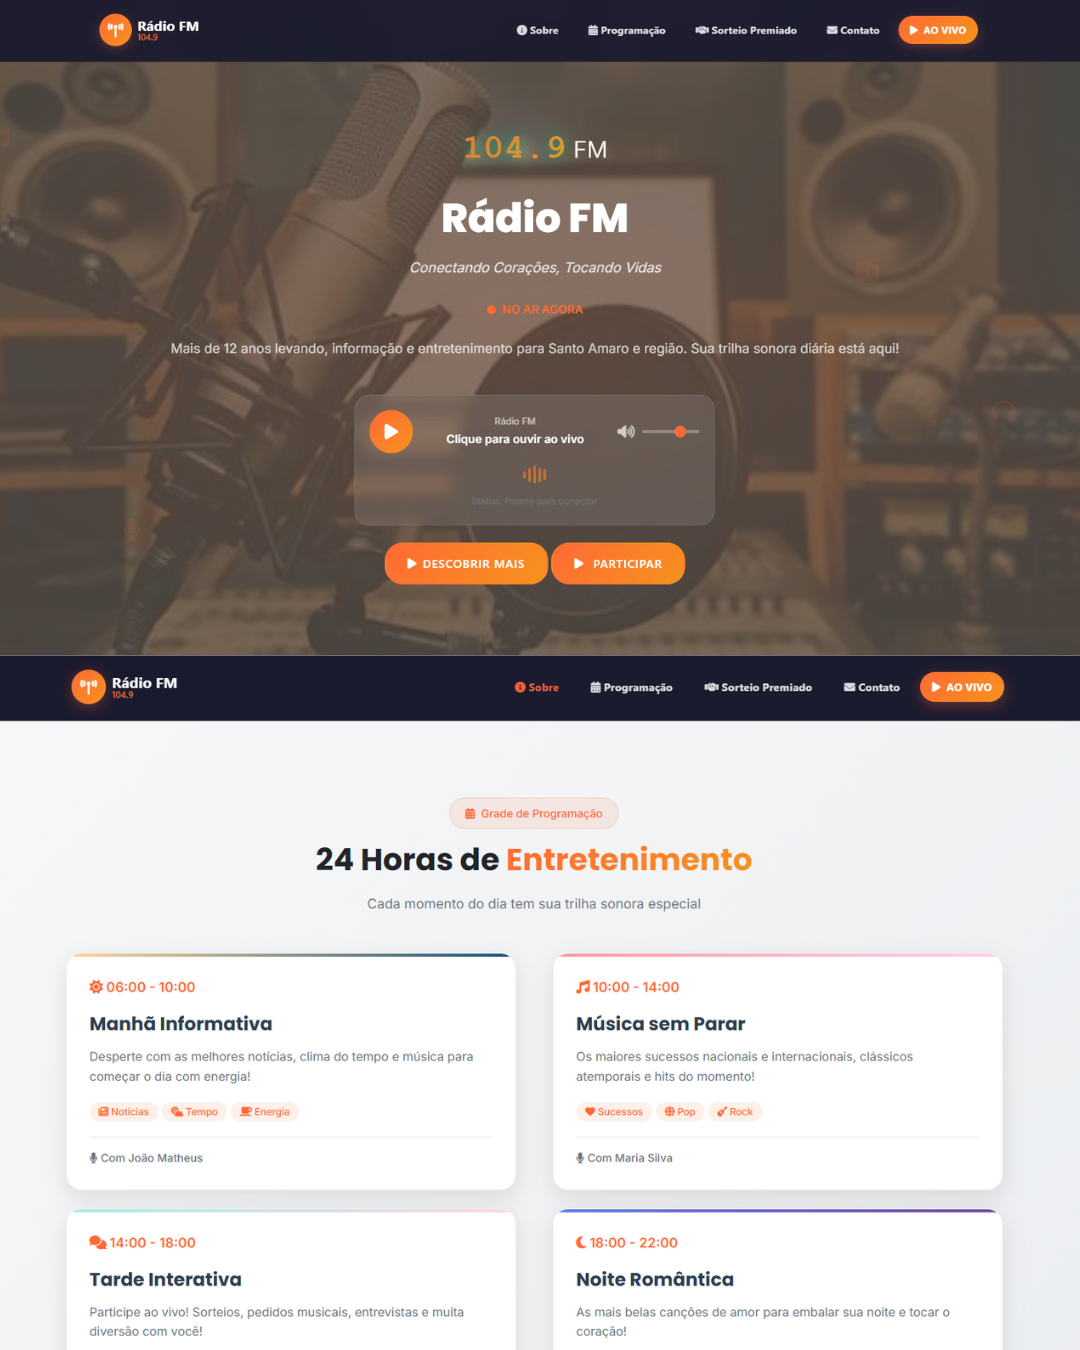 Rádio FM
104.9
Sobre
Programação
Sorteio Premiado
Contato
AO VIVO
104.9 FM
Rádio FM
Conectando Corações, Tocando Vidas
NO AR AGORA
Mais de 12 anos levando, informação e entretenimento para Santo Amaro e região. Sua trilha sonora diária está aqui!
Rádio FM
Clique para ouvir ao vivo
Status: Pronto para conectar
DESCOBRIR MAIS
PARTICIPAR
Rádio FM
104.9
Sobre
Programação
Sorteio Premiado
Contato
AO VIVO
Grade de Programação
24 Horas de Entretenimento
Cada momento do dia tem sua trilha sonora especial
06:00 - 10:00
Manhã Informativa
Desperte com as melhores notícias, clima do tempo e música para
começar o dia com energia!
Notícias
Tempo
Energia
Com João Matheus
10:00 - 14:00
Música sem Parar
Os maiores sucessos nacionais e internacionais, clássicos
atemporais e hits do momento!
Sucessos
Pop
Rock
Com Maria Silva
14:00 - 18:00
Tarde Interativa
Participe ao vivo! Sorteios, pedidos musicais, entrevistas e muita
diversão com você!
18:00 - 22:00
Noite Romântica
As mais belas canções de amor para embalar sua noite e tocar o
coração!